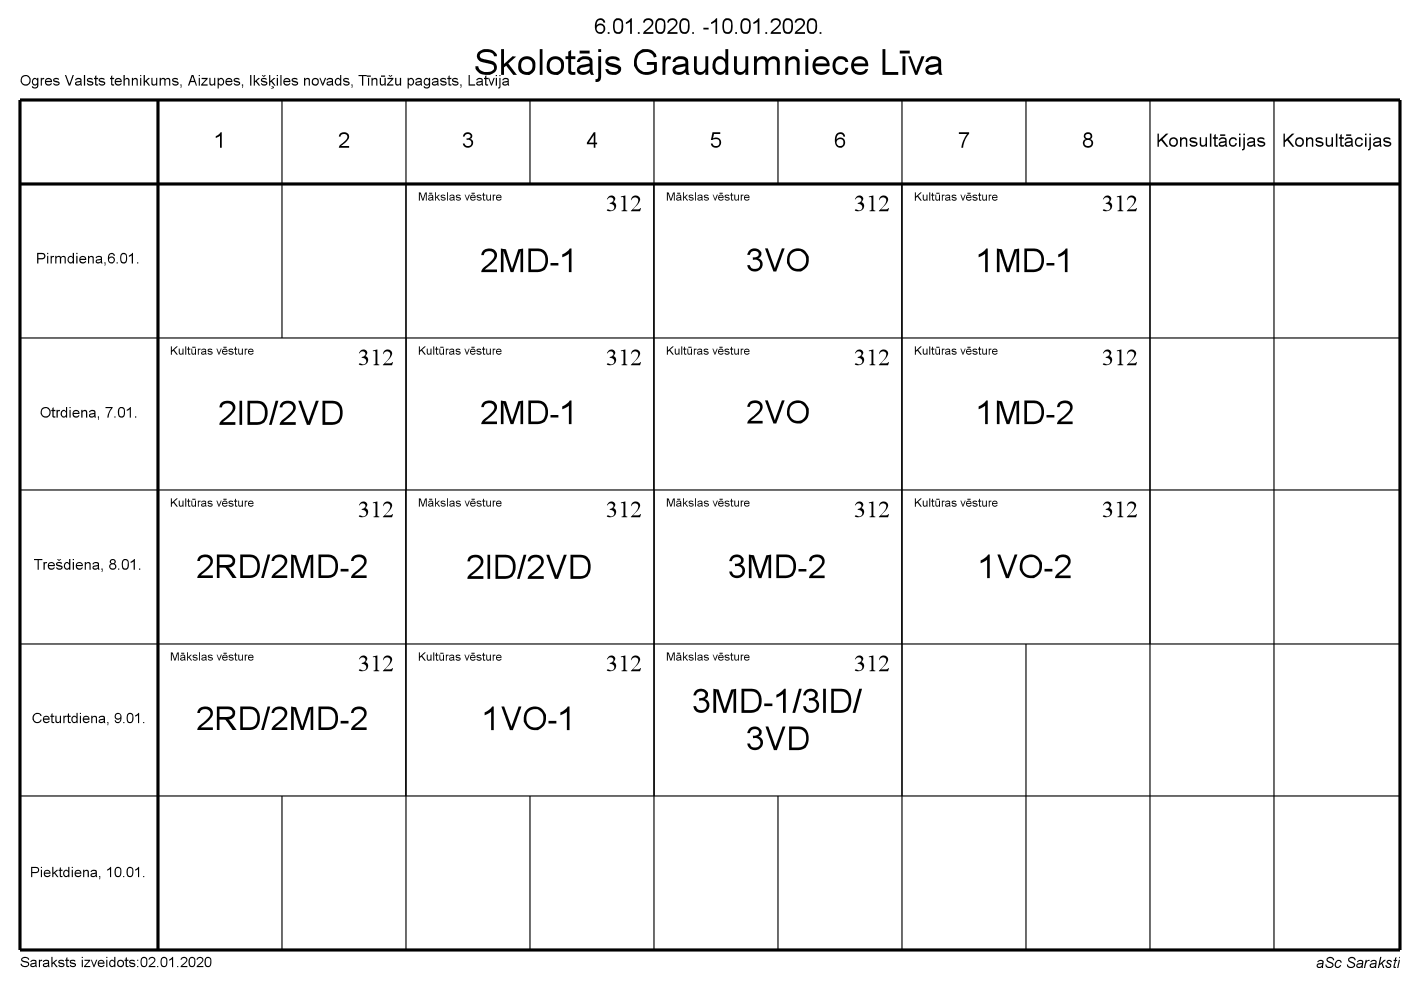 6.01.2020. -10.01.2020.
Skolotājs Graudumniece Līva
Ogres Valsts tehnikums, Aizupes, Ikšķiles novads, Tīnūžu pagasts, Latvija
1 2 3 4 5 6 7 8 Konsultācijas Konsultācijas
Mākslas vēsture 312 Mākslas vēsture 312 Kultūras vēsture 312
Pirmdiena,6.01. 2MD-1 3VO 1MD-1
Kultūras vēsture 312 Kultūras vēsture 312 Kultūras vēsture 312 Kultūras vēsture 312
Otrdiena, 7.01. 2ID/2VD 2MD-1 2VO 1MD-2
Kultūras vēsture 312 Mākslas vēsture 312 Mākslas vēsture 312 Kultūras vēsture 312
Trešdiena, 8.01. 2RD/2MD-2 2ID/2VD 3MD-2 1VO-2
Mākslas vēsture 312 Kultūras vēsture 312 Mākslas vēsture 312
Ceturtdiena, 9.01. 2RD/2MD-2 1VO-1 3MD-1/3ID/
3VD
Piektdiena, 10.01.
Saraksts izveidots:02.01.2020 aSc Saraksti